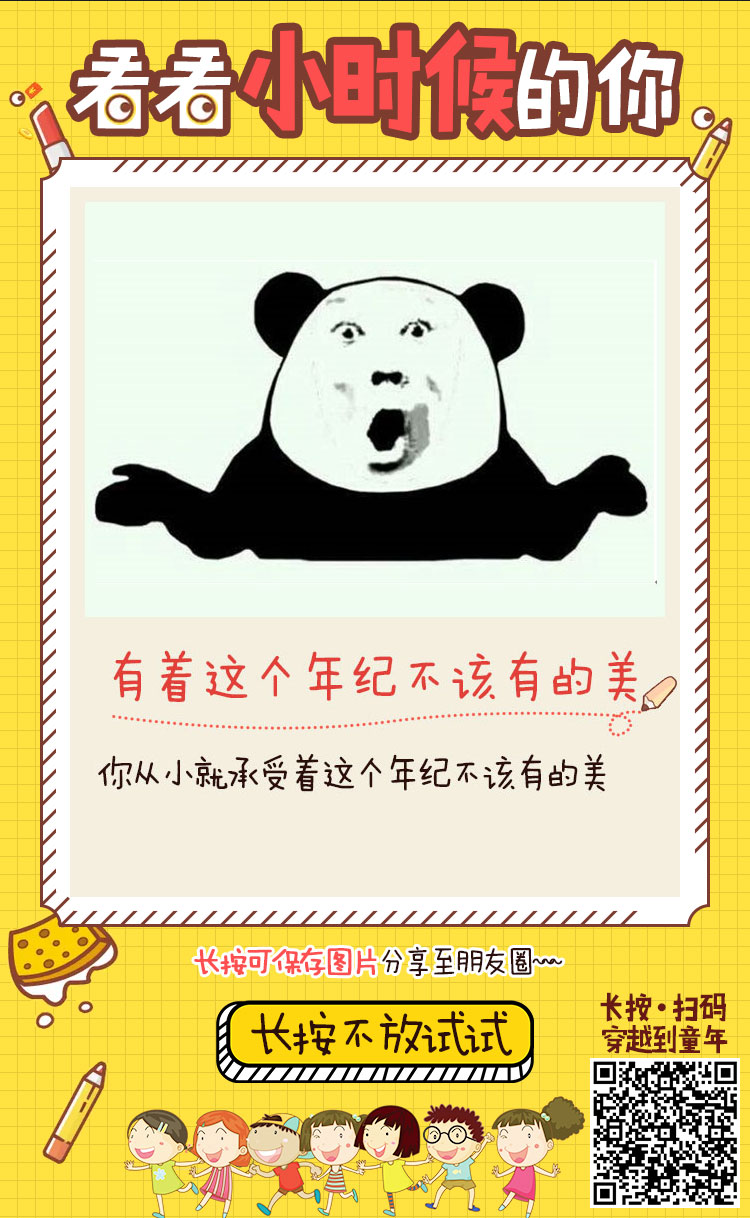 看看小时候的你
有着这个年纪不该有的美
你从小就承受着这个年纪不该有的美
长按可保存图片分享至朋友圈~~
长按不放试试
长按·扫码
穿越到童年